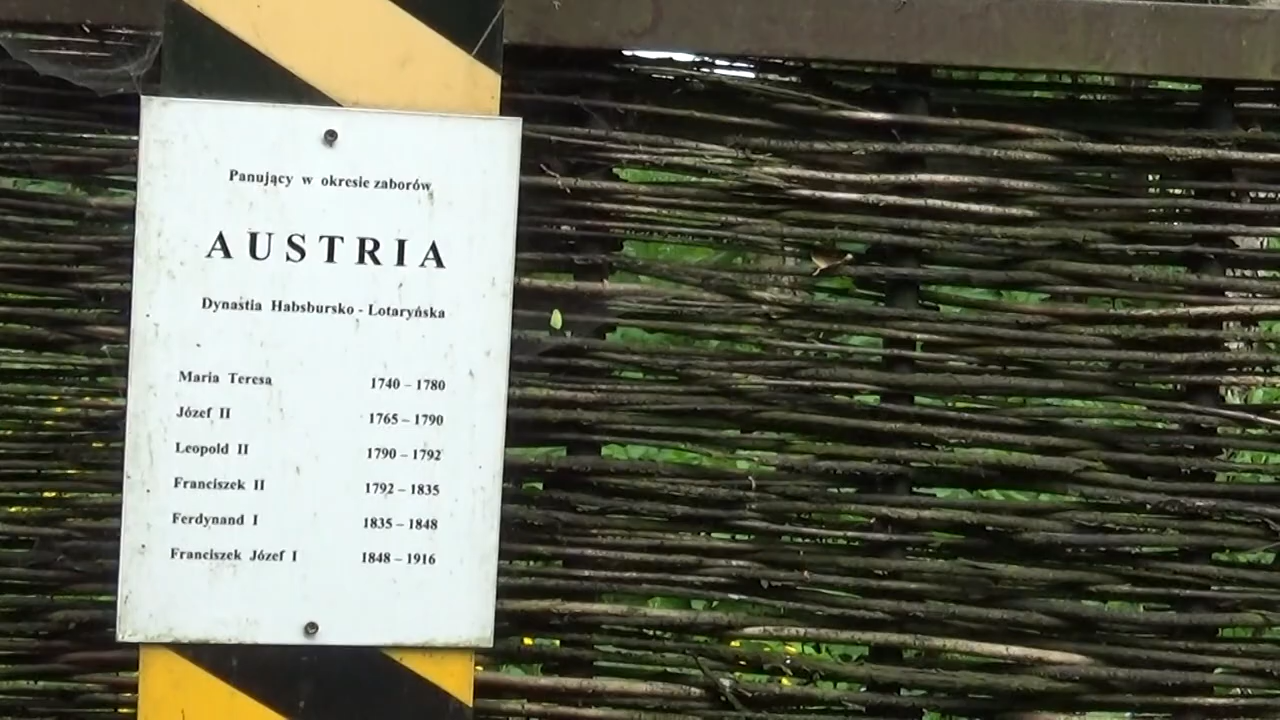 Panujący w okresie zaborów
AUSTRIA
Dynastia Habsbursko - Lotaryńska
Maria Teresa 1740 – 1780
Józef II 1765 – 1790
Leopold II 1790 – 1792
Franciszek II 1792 – 1835
Ferdynand I 1835 – 1848
Franciszek Józef I 1848 – 1916